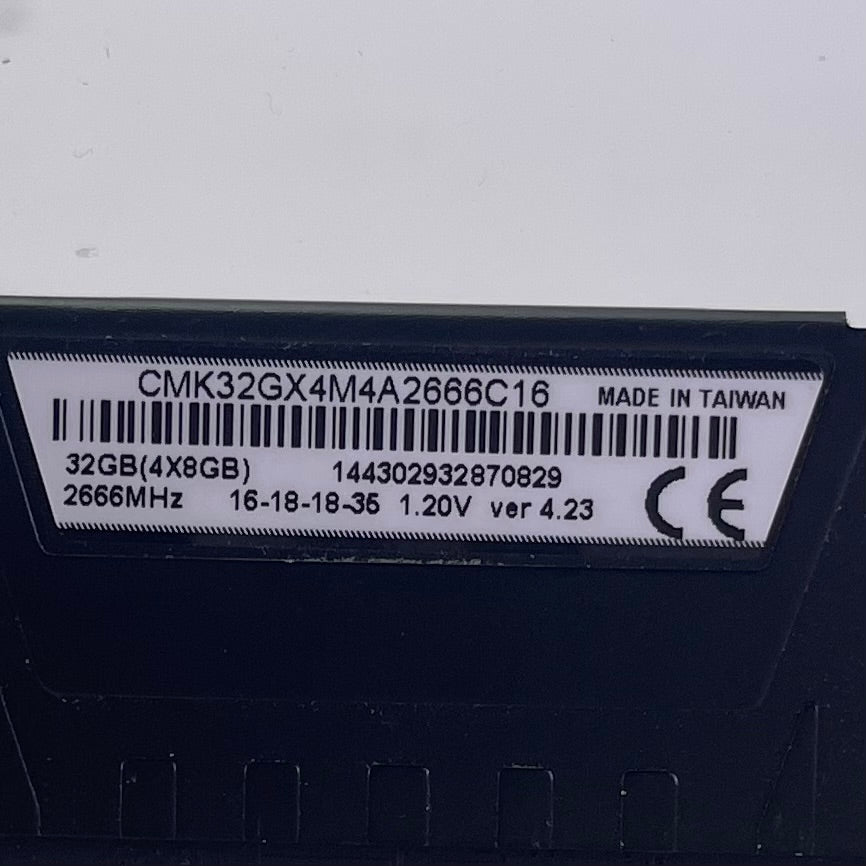 CMK32GX4M4A2666C16 MADE IN TAIWAN
32GB(4X8GB) 144302932870829
2666MHz 16-18-18-35 1.20V ver 4.23
CE